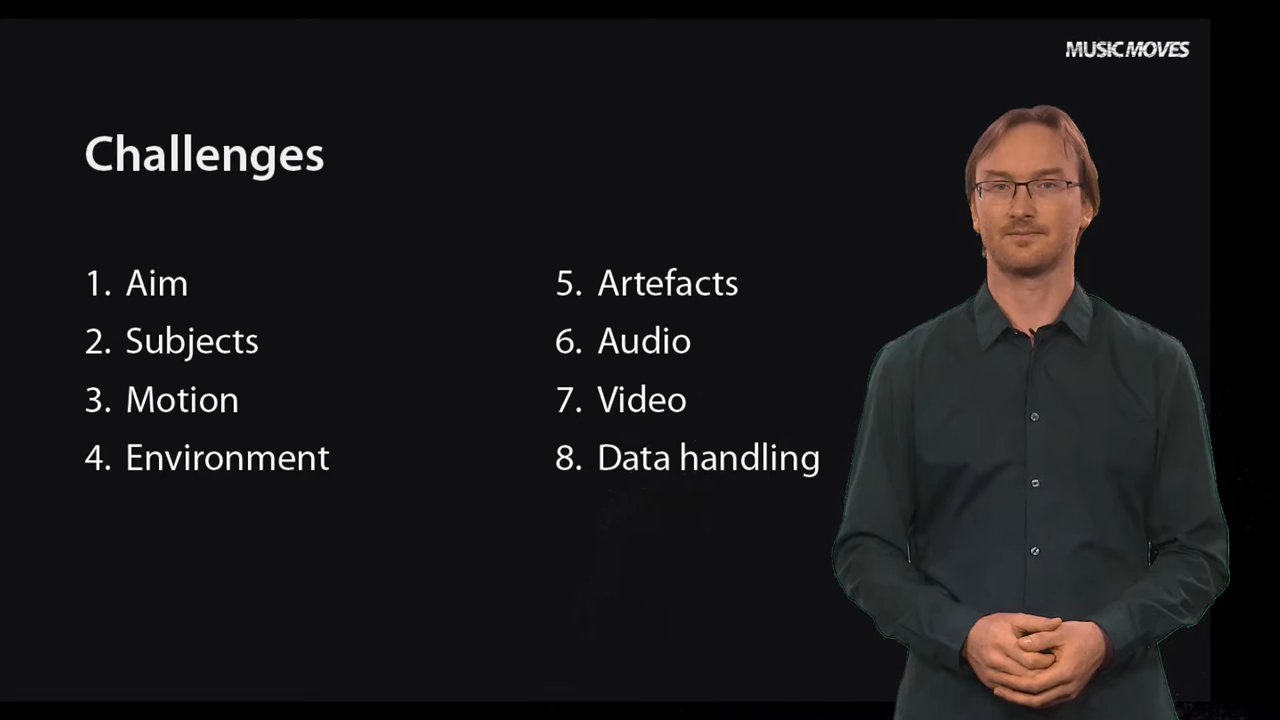 MUSIC MOVES
Challenges
1. Aim
2. Subjects
3. Motion
4. Environment
5. Artefacts
6. Audio
7. Video
8. Data handling